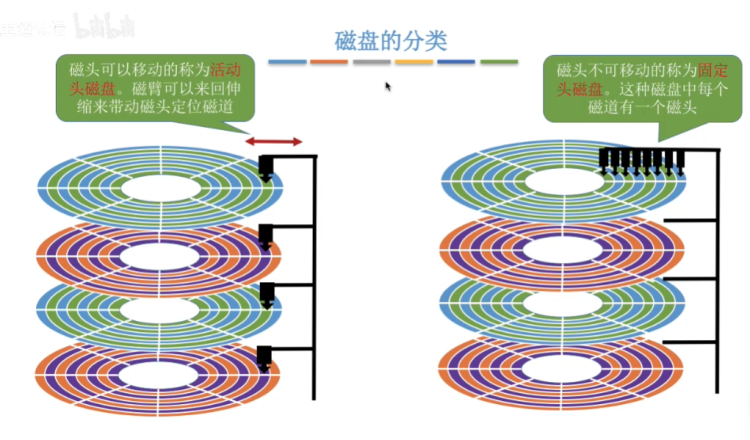 bilibili
磁盘的分类
磁头可以移动的称为活动
头磁盘。磁臂可以来回伸
缩来带动磁头定位磁道
磁头不可移动的称为固定
头磁盘。这种磁盘中每个
磁道有一个磁头